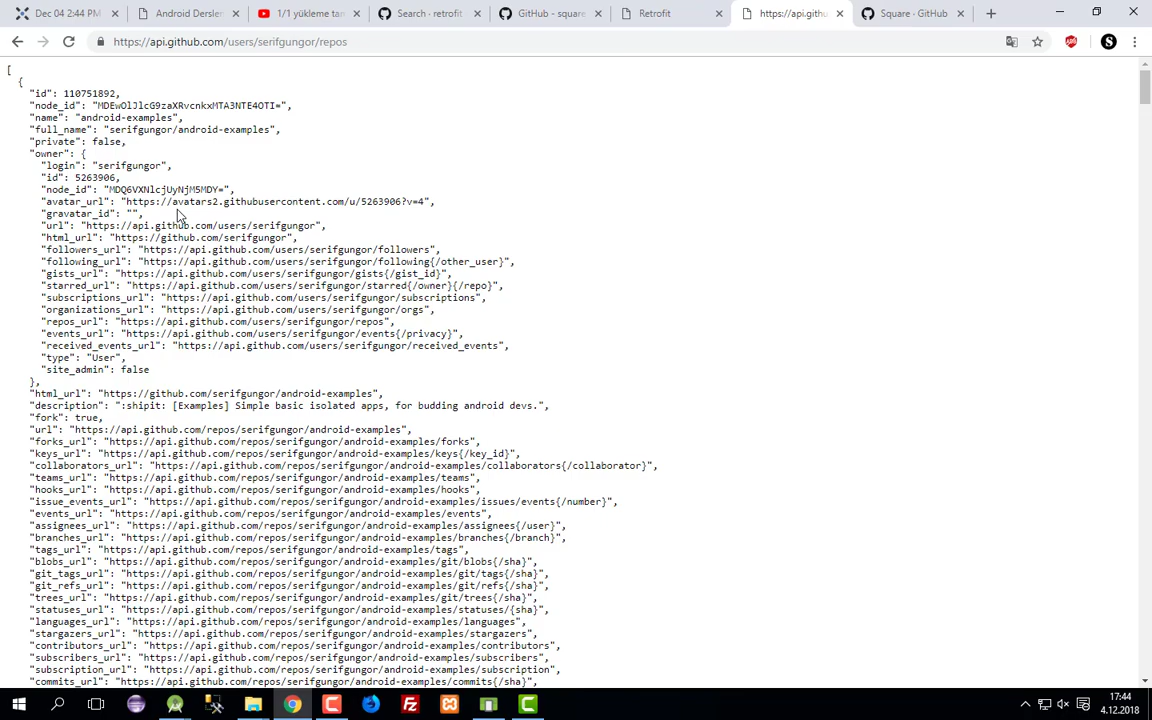 Dec 04 2:44 PM
Android Dersler
1/1 yükleme tan
Search · retrofit
GitHub - square
Retrofit
https://api.githu
Square · GitHub
https://api.github.com/users/serifgungor/repos
[
{
"id": 110751892,
"node_id": "MDEwOlJlcG9zaXRvcnkxMTA3NTE4OTI=",
"name": "android-examples",
"full_name": "serifgungor/android-examples",
"private": false,
"owner": {
"login": "serifgungor",
"id": 5263906,
"node_id": "MDQ6VXNlcjUyNjM5MDY=",
"avatar_url": "https://avatars2.githubusercontent.com/u/5263906?v=4",
"gravatar_id": "",
"url": "https://api.github.com/users/serifgungor",
"html_url": "https://github.com/serifgungor",
"followers_url": "https://api.github.com/users/serifgungor/followers",
"following_url": "https://api.github.com/users/serifgungor/following{/other_user}",
"gists_url": "https://api.github.com/users/serifgungor/gists{/gist_id}",
"starred_url": "https://api.github.com/users/serifgungor/starred{/owner}{/repo}",
"subscriptions_url": "https://api.github.com/users/serifgungor/subscriptions",
"organizations_url": "https://api.github.com/users/serifgungor/orgs",
"repos_url": "https://api.github.com/users/serifgungor/repos",
"events_url": "https://api.github.com/users/serifgungor/events{/privacy}",
"received_events_url": "https://api.github.com/users/serifgungor/received_events",
"type": "User",
"site_admin": false
},
"html_url": "https://github.com/serifgungor/android-examples",
"description": ":shipit: [Examples] Simple basic isolated apps, for budding android devs.",
"fork": true,
"url": "https://api.github.com/repos/serifgungor/android-examples",
"forks_url": "https://api.github.com/repos/serifgungor/android-examples/forks",
"keys_url": "https://api.github.com/repos/serifgungor/android-examples/keys{/key_id}",
"collaborators_url": "https://api.github.com/repos/serifgungor/android-examples/collaborators{/collaborator}",
"teams_url": "https://api.github.com/repos/serifgungor/android-examples/teams",
"hooks_url": "https://api.github.com/repos/serifgungor/android-examples/hooks",
"issue_events_url": "https://api.github.com/repos/serifgungor/android-examples/issues/events{/number}",
"events_url": "https://api.github.com/repos/serifgungor/android-examples/events",
"assignees_url": "https://api.github.com/repos/serifgungor/android-examples/assignees{/user}",
"branches_url": "https://api.github.com/repos/serifgungor/android-examples/branches{/branch}",
"tags_url": "https://api.github.com/repos/serifgungor/android-examples/tags",
"blobs_url": "https://api.github.com/repos/serifgungor/android-examples/git/blobs{/sha}",
"git_tags_url": "https://api.github.com/repos/serifgungor/android-examples/git/tags{/sha}",
"git_refs_url": "https://api.github.com/repos/serifgungor/android-examples/git/refs{/sha}",
"trees_url": "https://api.github.com/repos/serifgungor/android-examples/git/trees{/sha}",
"statuses_url": "https://api.github.com/repos/serifgungor/android-examples/statuses/{sha}",
"languages_url": "https://api.github.com/repos/serifgungor/android-examples/languages",
"stargazers_url": "https://api.github.com/repos/serifgungor/android-examples/stargazers",
"contributors_url": "https://api.github.com/repos/serifgungor/android-examples/contributors",
"subscribers_url": "https://api.github.com/repos/serifgungor/android-examples/subscribers",
"subscription_url": "https://api.github.com/repos/serifgungor/android-examples/subscription",
"commits_url": "https://api.github.com/repos/serifgungor/android-examples/commits{/sha}",
17:44
4.12.2018